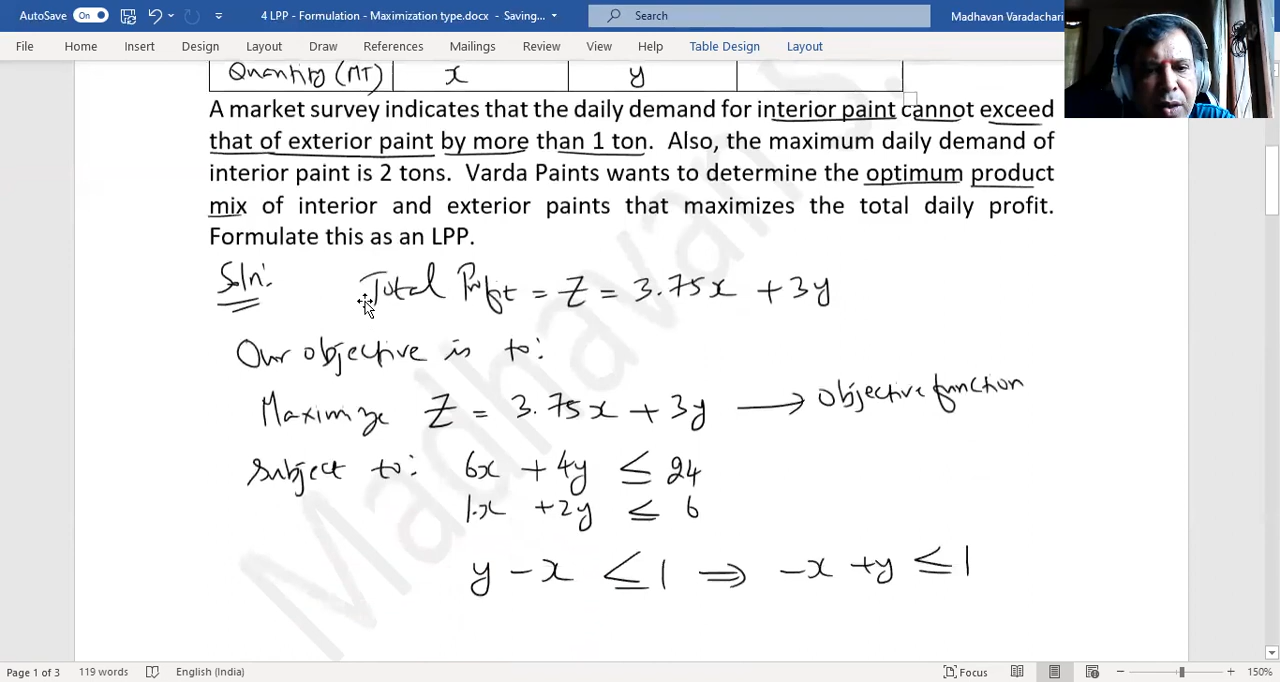 AutoSave On 4 LPP - Formulation - Maximization type.docx - Saving... Search Madhavan Varadachari
File Home Insert Design Layout Draw References Mailings Review View Help Table Design Layout
Quantity (MT) x y
A market survey indicates that the daily demand for interior paint cannot exceed
that of exterior paint by more than 1 ton. Also, the maximum daily demand of
interior paint is 2 tons. Varda Paints wants to determine the optimum product
mix of interior and exterior paints that maximizes the total daily profit.
Formulate this as an LPP.
Soln: Total Profit = Z = 3.75x + 3y
Our objective is to:
Maximize Z = 3.75x + 3y → Objective function
Subject to: 6x + 4y ≤ 24
1.x + 2y ≤ 6
y - x ≤ 1 ⇒ -x + y ≤ 1
Madhavans.
Page 1 of 3 119 words English (India) Focus 150%